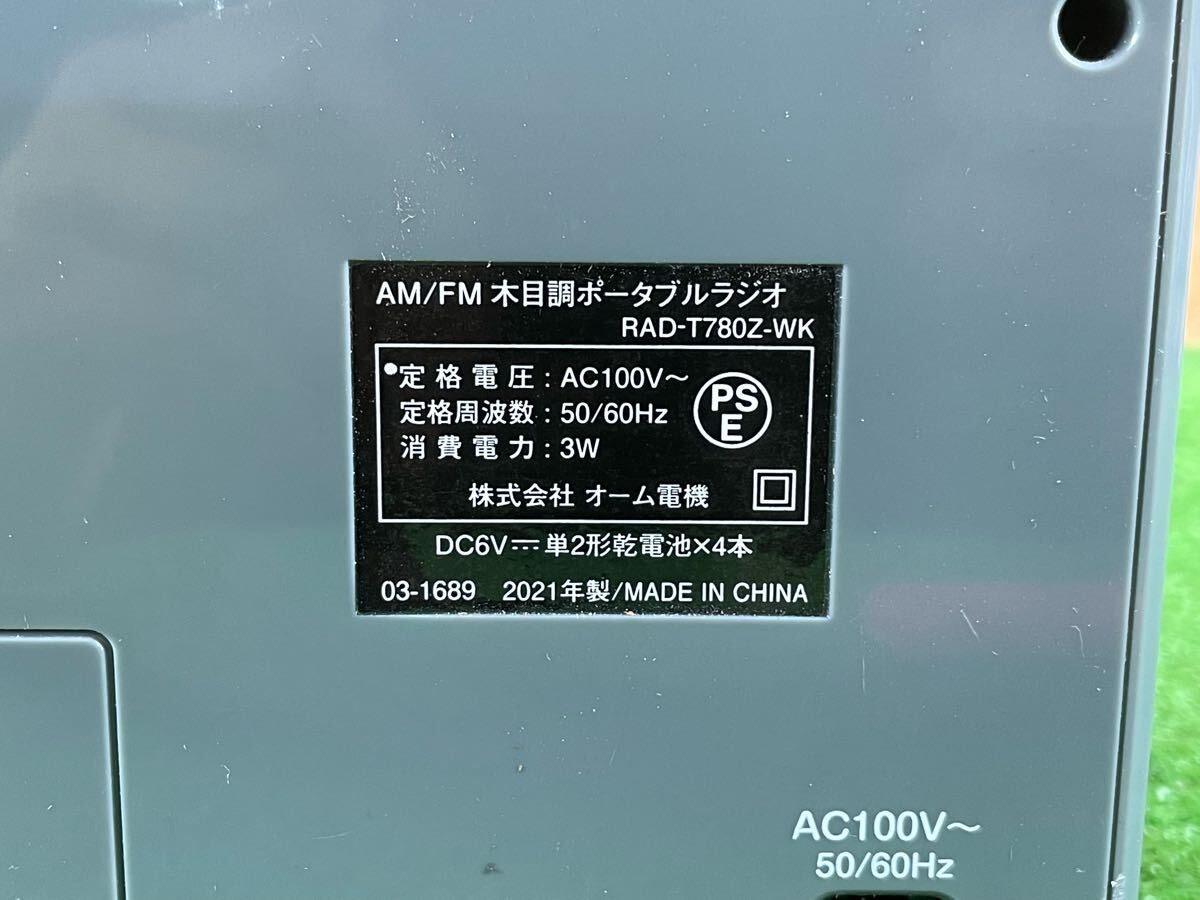 AM/FM 木目調ポータブルラジオ
RAD-T780Z-WK
●定格電圧：AC100V～
定格周波数：50/60Hz
消費電力：3W
PSE
株式会社 オーム電機
DC6V⎓単2形乾電池×4本
03-1689 2021年製/MADE IN CHINA
AC100V～
50/60Hz